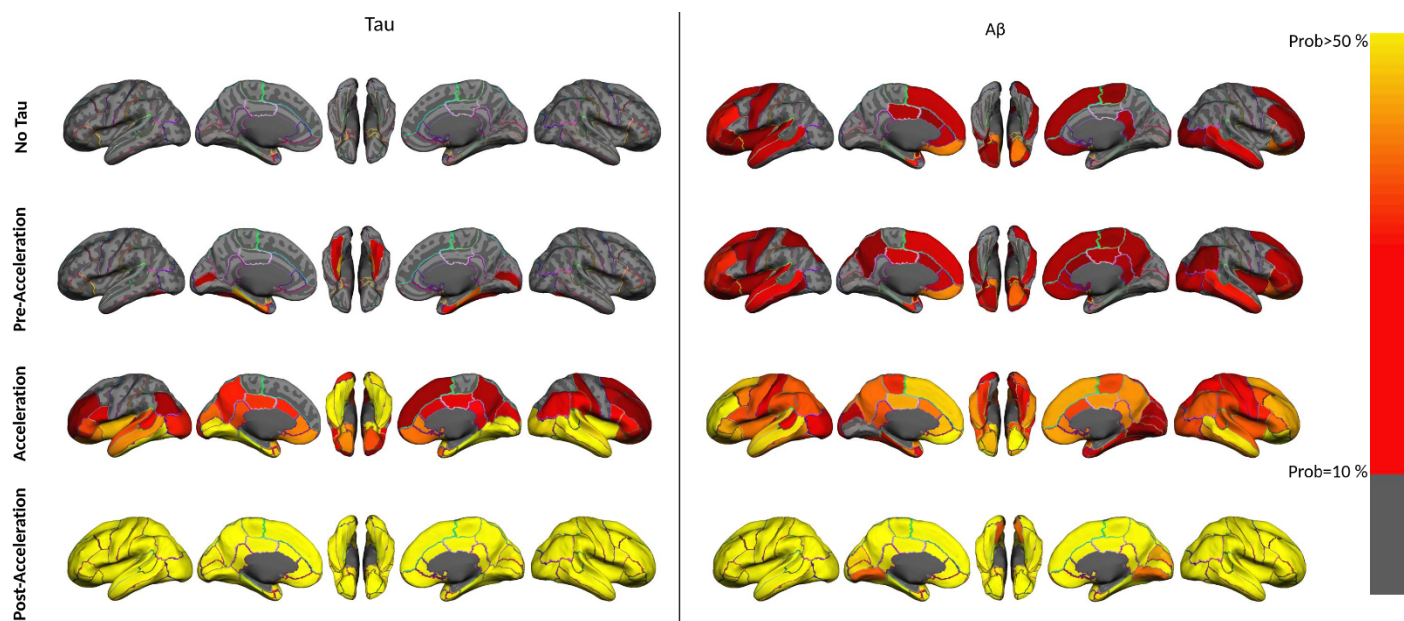 Tau
Aβ
Prob>50 %
No Tau
Pre-Acceleration
Acceleration
Prob=10 %
Post-Acceleration